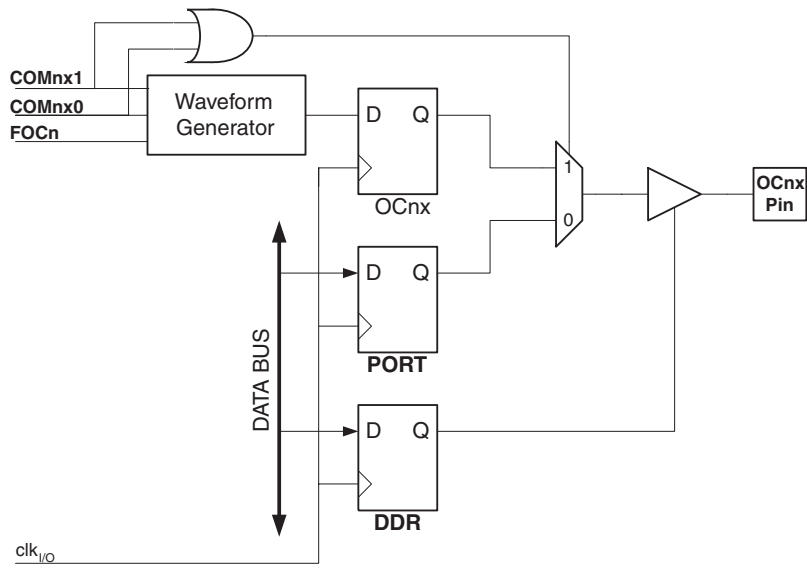 COMnx1
COMnx0
FOCn
Waveform
Generator
D Q
OCnx
1
0
OCnx
Pin
D Q
PORT
DATA BUS
D Q
DDR
clkI/O